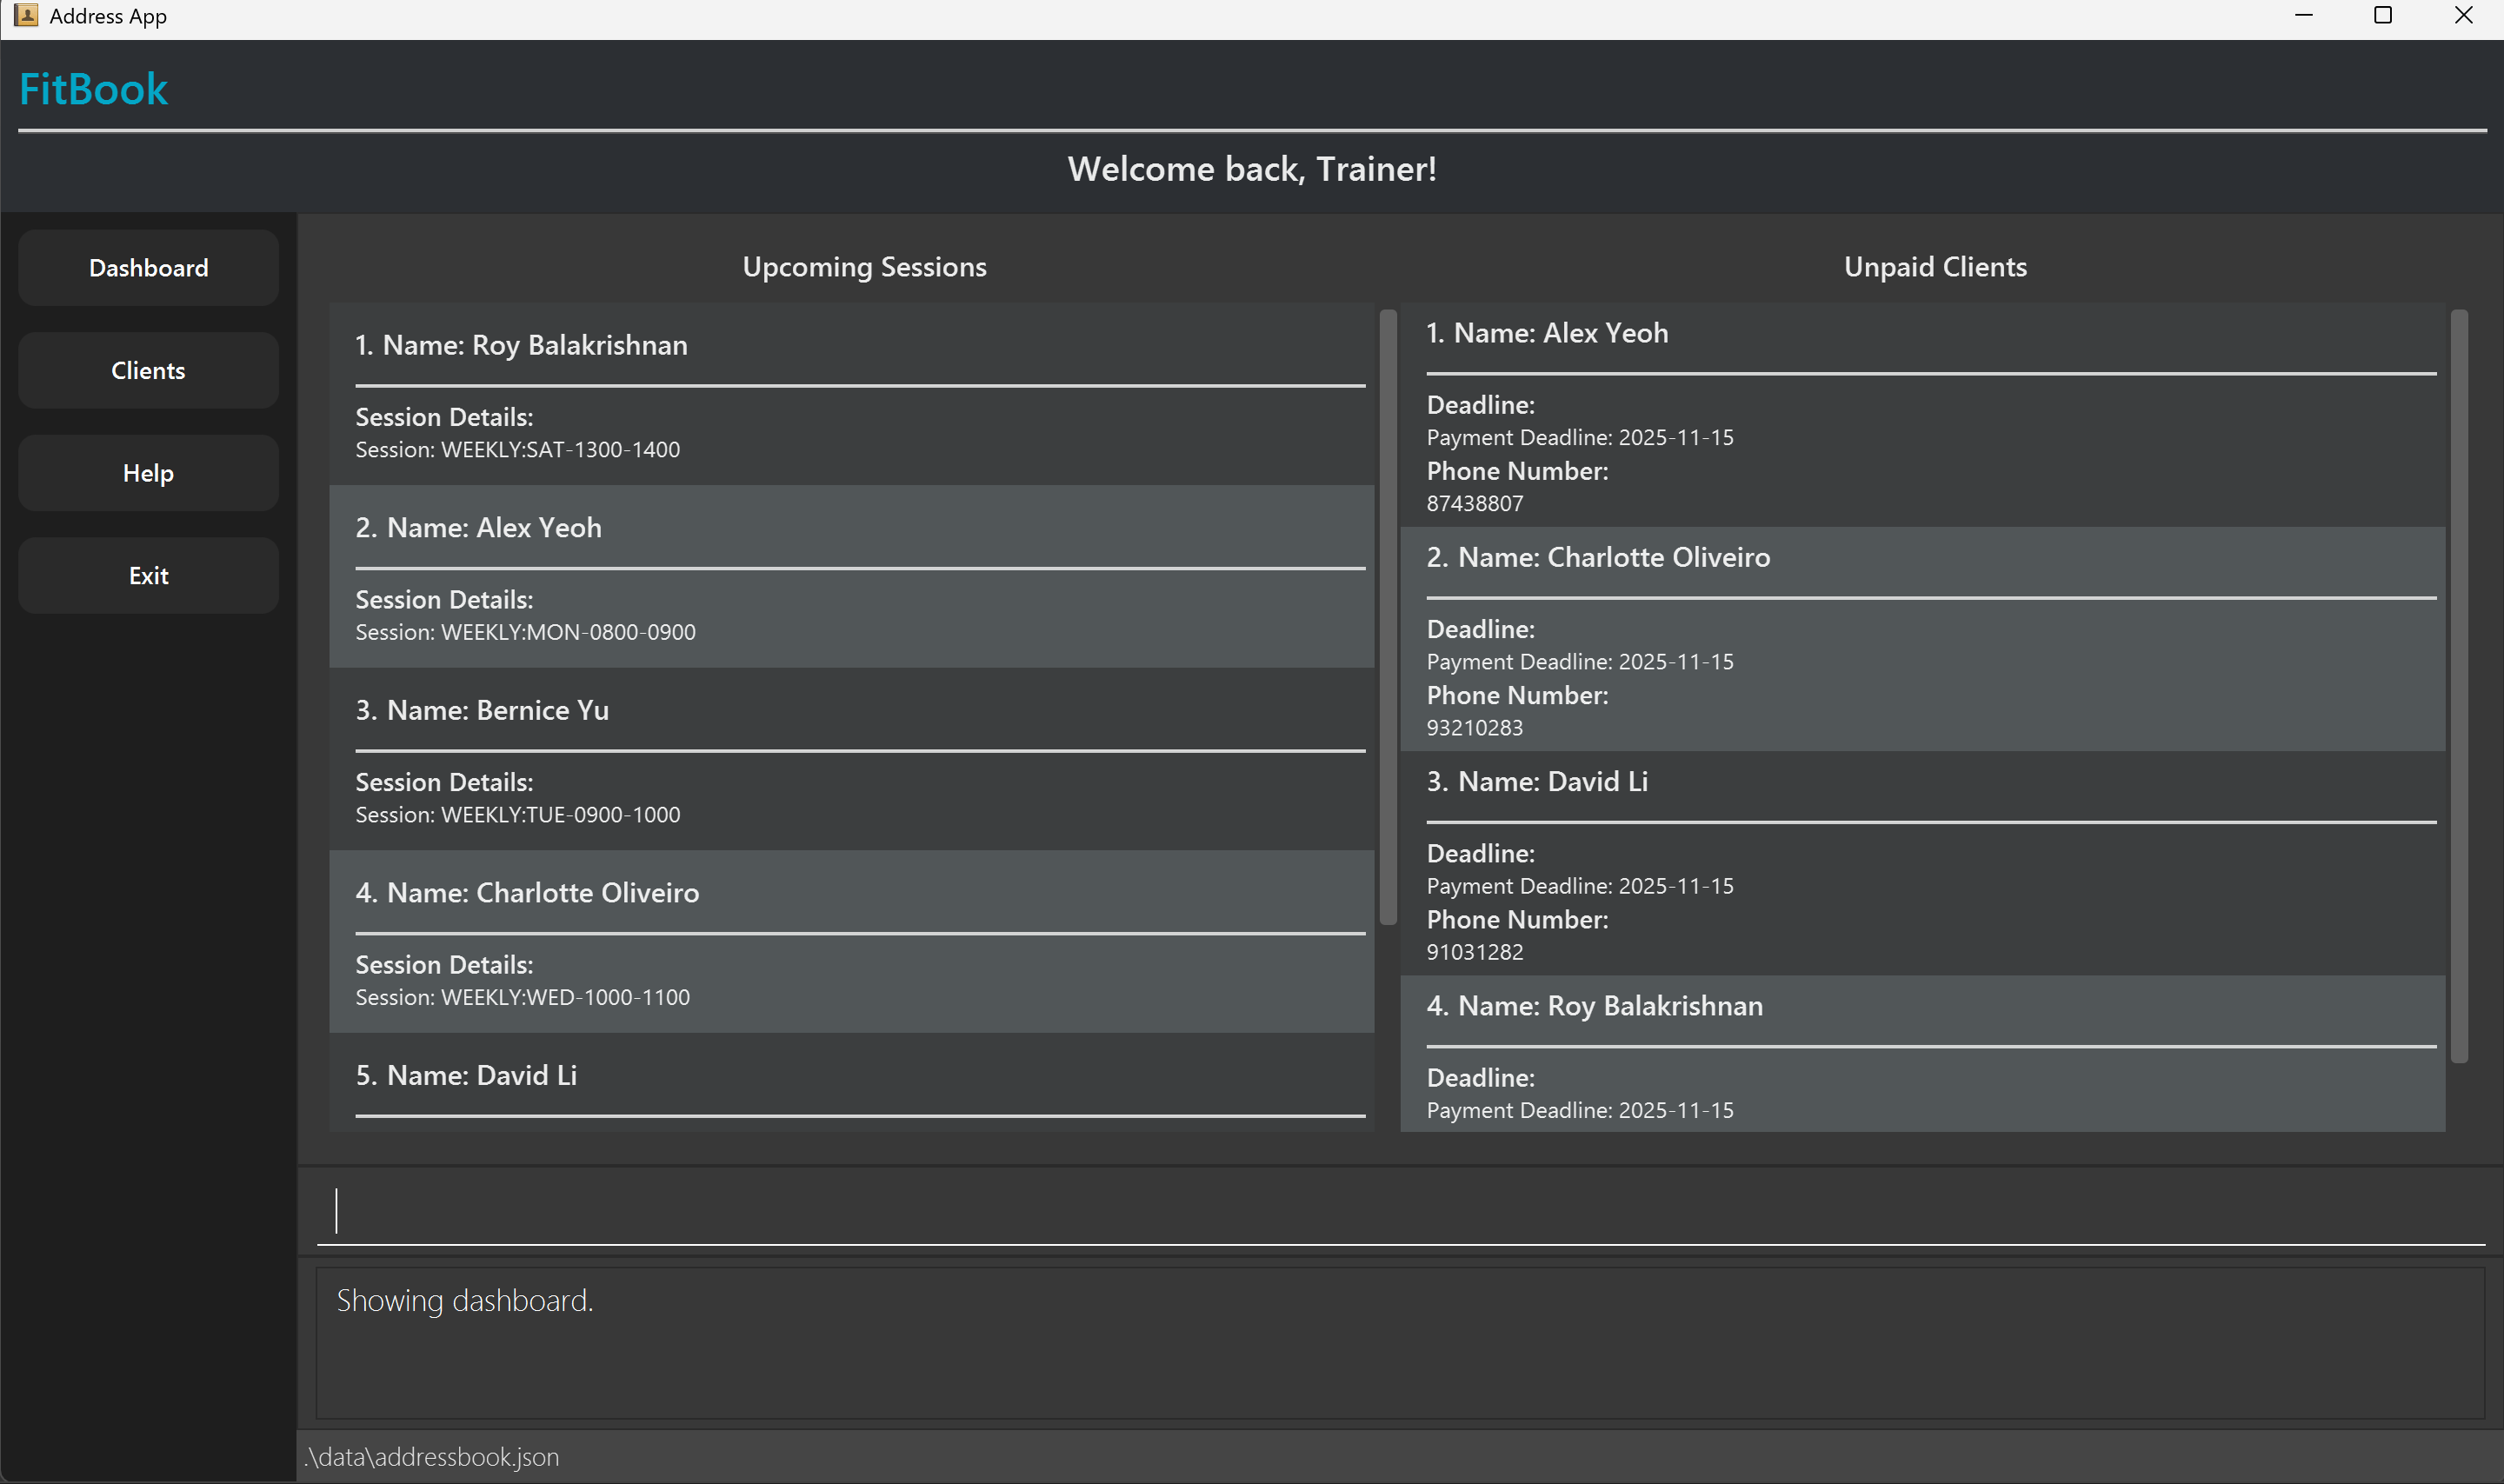 Address App
FitBook
Welcome back, Trainer!
Dashboard
Clients
Help
Exit
Upcoming Sessions
1. Name: Roy Balakrishnan
Session Details:
Session: WEEKLY:SAT-1300-1400
2. Name: Alex Yeoh
Session Details:
Session: WEEKLY:MON-0800-0900
3. Name: Bernice Yu
Session Details:
Session: WEEKLY:TUE-0900-1000
4. Name: Charlotte Oliveiro
Session Details:
Session: WEEKLY:WED-1000-1100
5. Name: David Li
Unpaid Clients
1. Name: Alex Yeoh
Deadline:
Payment Deadline: 2025-11-15
Phone Number:
87438807
2. Name: Charlotte Oliveiro
Deadline:
Payment Deadline: 2025-11-15
Phone Number:
93210283
3. Name: David Li
Deadline:
Payment Deadline: 2025-11-15
Phone Number:
91031282
4. Name: Roy Balakrishnan
Deadline:
Payment Deadline: 2025-11-15
Showing dashboard.
.\data\addressbook.json